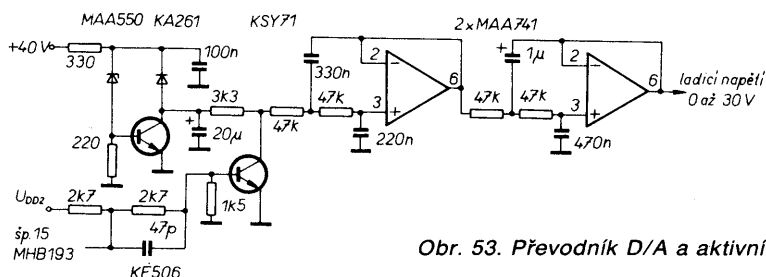 MAA550 KA261 KSY71
2xMAA741
+40 V
330
100n
220
3k3
20µ
+
47k
330n
47k
220n
2
3
6
47k
1µ
+
47k
470n
2
3
6
ladicí napětí
0 až 30 V
U_DD2
2k7
2k7
47p
1k5
šp. 15
MHB193
KF506
Obr. 53. Převodník D/A a aktivní